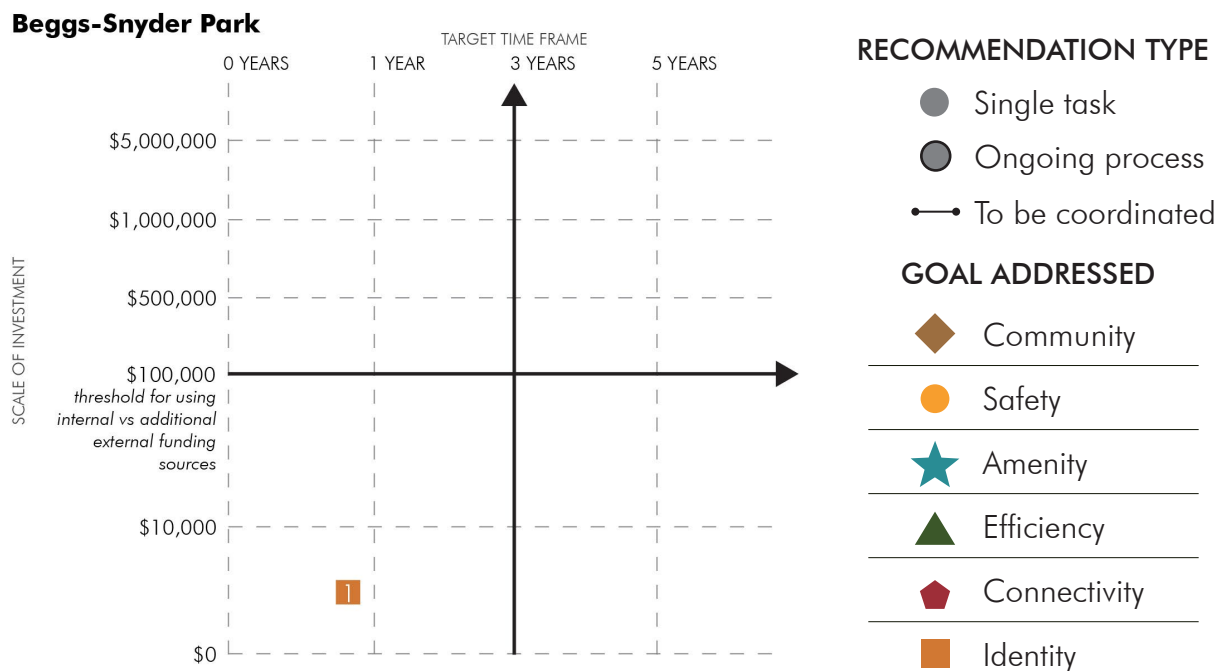 Beggs-Snyder Park
TARGET TIME FRAME
0 YEARS
1 YEAR
3 YEARS
5 YEARS
SCALE OF INVESTMENT
$5,000,000
$1,000,000
$500,000
$100,000
threshold for using
internal vs additional
external funding
sources
$10,000
1
$0
RECOMMENDATION TYPE
Single task
Ongoing process
To be coordinated
GOAL ADDRESSED
Community
Safety
Amenity
Efficiency
Connectivity
Identity